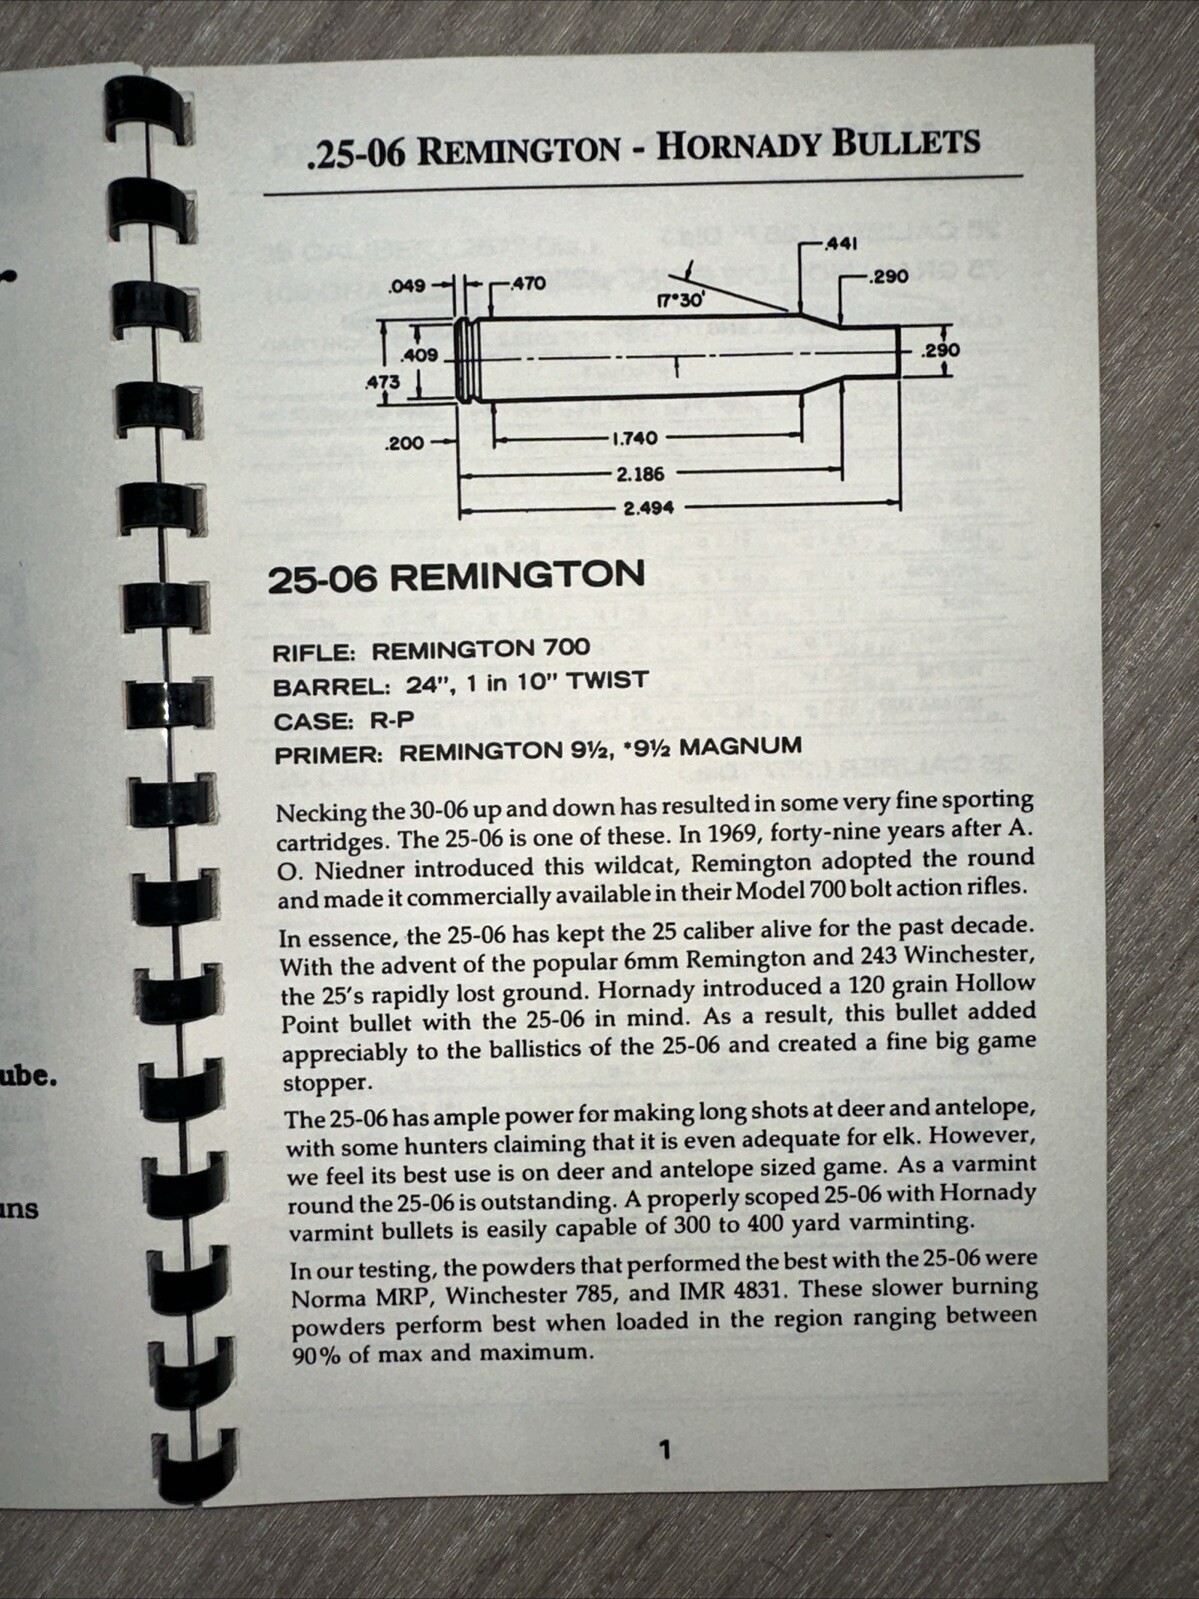 .25-06 REMINGTON - HORNADY BULLETS
.441
.049
.470
.290
17°30'
.409
.290
.473
.200
1.740
2.186
2.494
25-06 REMINGTON
RIFLE: REMINGTON 700
BARREL: 24", 1 in 10" TWIST
CASE: R-P
PRIMER: REMINGTON 9½, *9½ MAGNUM
Necking the 30-06 up and down has resulted in some very fine sporting
cartridges. The 25-06 is one of these. In 1969, forty-nine years after A.
O. Niedner introduced this wildcat, Remington adopted the round
and made it commercially available in their Model 700 bolt action rifles.
In essence, the 25-06 has kept the 25 caliber alive for the past decade.
With the advent of the popular 6mm Remington and 243 Winchester,
the 25's rapidly lost ground. Hornady introduced a 120 grain Hollow
Point bullet with the 25-06 in mind. As a result, this bullet added
appreciably to the ballistics of the 25-06 and created a fine big game
stopper.
The 25-06 has ample power for making long shots at deer and antelope,
with some hunters claiming that it is even adequate for elk. However,
we feel its best use is on deer and antelope sized game. As a varmint
round the 25-06 is outstanding. A properly scoped 25-06 with Hornady
varmint bullets is easily capable of 300 to 400 yard varminting.
In our testing, the powders that performed the best with the 25-06 were
Norma MRP, Winchester 785, and IMR 4831. These slower burning
powders perform best when loaded in the region ranging between
90% of max and maximum.
1
ube.